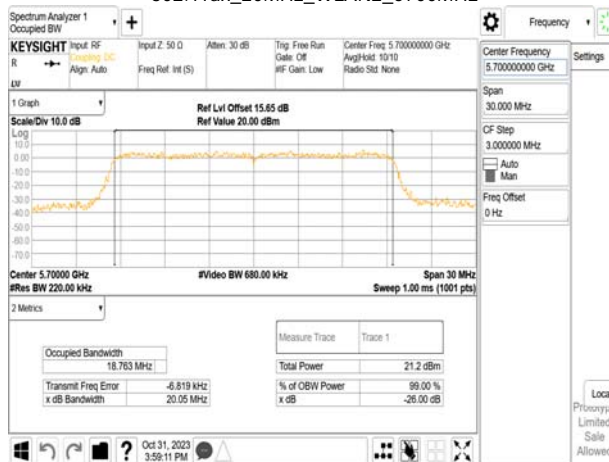 Spectrum Analyzer 1
Occupied BW
Frequency
KEYSIGHT
Input: RF
Coupling: DC
Align: Auto
Input Z: 50 Ω
Freq Ref: Int (S)
Atten: 30 dB
Trig: Free Run
Gate: Off
#IF Gain: Low
Center Freq: 5.700000000 GHz
Avg|Hold: 10/10
Radio Std: None
R
Center Frequency
5.700000000 GHz
Settings
Span
30.000 MHz
CF Step
3.000000 MHz
Auto
Man
Freq Offset
0 Hz
1 Graph
Scale/Div 10.0 dB
Ref Lvl Offset 15.65 dB
Ref Value 20.00 dBm
Log
10.0
0.00
-10.0
-20.0
-30.0
-40.0
-50.0
-60.0
-70.0
Center 5.70000 GHz
#Video BW 680.00 kHz
Span 30 MHz
#Res BW 220.00 kHz
Sweep 1.00 ms (1001 pts)
2 Metrics
Measure Trace
Trace 1
Occupied Bandwidth
18.763 MHz
Total Power
21.2 dBm
Transmit Freq Error
-6.819 kHz
% of OBW Power
99.00 %
x dB Bandwidth
20.05 MHz
x dB
-26.00 dB
Oct 31, 2023
3:59:11 PM
Loca
Limited
Sale
Allowed